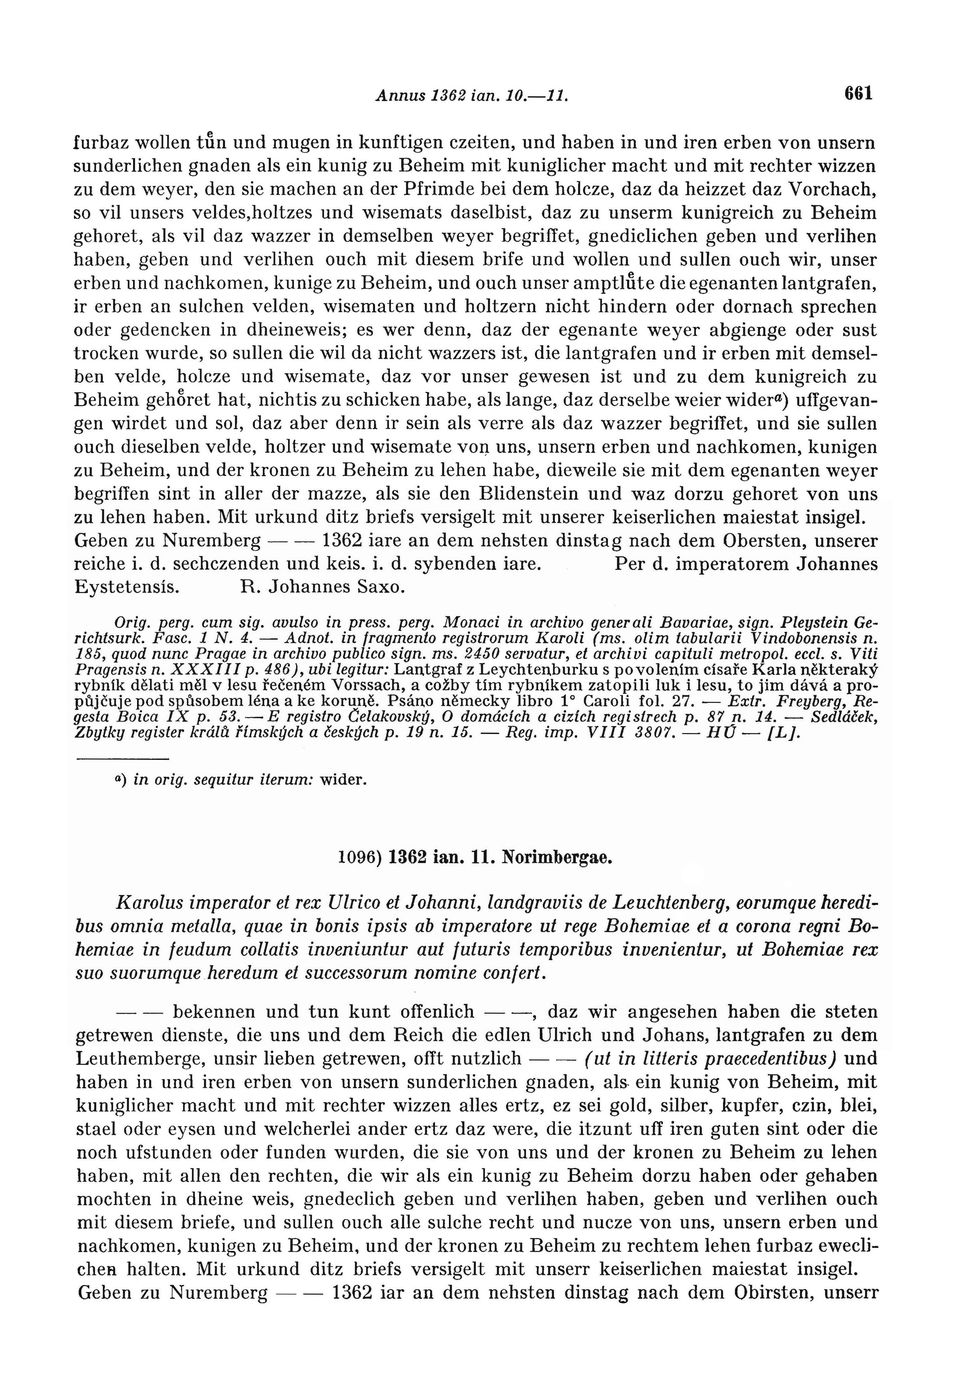 Annus 1362 ian. 10.—11. 661
furbaz wollen tůn und mugen in kunftigen czeiten, und haben in und iren erben von unsern
sunderlichen gnaden als ein kunig zu Beheim mit kuniglicher macht und mit rechter wizzen
zu dem weyer, den sie machen an der Pfrimde bei dem holcze, daz da heizzet daz Vorchach,
so vil unsers veldes,holtzes und wisemats daselbist, daz zu unserm kunigreich zu Beheim
gehoret, als vil daz wazzer in demselben weyer begriffet, gnediclichen geben und verlihen
haben, geben und verlihen ouch mit diesem brife und wollen und sullen ouch wir, unser
erben und nachkomen, kunige zu Beheim, und ouch unser amptluͤte die egenanten lantgrafen,
ir erben an sulchen velden, wisematen und holtzern nicht hindern oder dornach sprechen
oder gedencken in dheineweis; es wer denn, daz der egenante weyer abgienge oder sust
trocken wurde, so sullen die wil da nicht wazzers ist, die lantgrafen und ir erben mit demsel-
ben velde, holcze und wisemate, daz vor unser gewesen ist und zu dem kunigreich zu
Beheim gehoͤret hat, nichtis zu schicken habe, als lange, daz derselbe weier wider a) uffgevan-
gen wirdet und sol, daz aber denn ir sein als verre als daz wazzer begriffet, und sie sullen
ouch dieselben velde, holtzer und wisemate von uns, unsern erben und nachkomen, kunigen
zu Beheim, und der kronen zu Beheim zu lehen habe, dieweile sie mit dem egenanten weyer
begriffen sint in aller der mazze, als sie den Blidenstein und waz dorzu gehoret von uns
zu lehen haben. Mit urkund ditz briefs versigelt mit unserer keiserlichen maiestat insigel.
Geben zu Nuremberg — — 1362 iare an dem nehsten dinstag nach dem Obersten, unserer
reiche i. d. sechczenden und keis. i. d. sybenden iare. Per d. imperatorem Johannes
Eystetensis. R. Johannes Saxo.
Orig. perg. cum sig. avulso in press. perg. Monaci in archivo generali Bavariae, sign. Pleystein Ge-
richtsurk. Fasc. 1 N. 4. — Adnot. in fragmento registrorum Karoli (ms. olim tabularii Vindobonensis n.
185, quod nunc Pragae in archivo publico sign. ms. 2450 servatur, et archivi capituli metropol. eccl. s. Viti
Pragensis n. XXXIII p. 486), ubi legitur: Lantgraf z Leychtenburku s povolením císaře Karla některaký
rybník dělati měl v lesu řečeném Vorssach, a cožby tím rybníkem zatopili luk i lesu, to jim dává a pro-
půjčuje pod spůsobem léna a ke koruně. Psáno německy libro 1° Caroli fol. 27. — Extr. Freyberg, Re-
gesta Boica IX p. 53. — E registro Čelakovský, O domácích a cizích registrech p. 87 n. 14. — Sedláček,
Zbytky register králů římských a českých p. 19 n. 15. — Reg. imp. VIII 3807. — HÚ — [L].
a) in orig. sequitur iterum: wider.
1096) 1362 ian. 11. Norimbergae.
Karolus imperator et rex Ulrico et Johanni, landgraviis de Leuchtenberg, eorumque heredi-
bus omnia metalla, quae in bonis ipsis ab imperatore ut rege Bohemiae et a corona regni Bo-
hemiae in feudum collatis inveniuntur aut futuris temporibus invenientur, ut Bohemiae rex
suo suorumque heredum et successorum nomine confert.
— — bekennen und tun kunt offenlich — —, daz wir angesehen haben die steten
getrewen dienste, die uns und dem Reich die edlen Ulrich und Johans, lantgrafen zu dem
Leuthemberge, unsir lieben getrewen, offt nutzlich — — (ut in litteris praecedentibus) und
haben in und iren erben von unsern sunderlichen gnaden, als ein kunig von Beheim, mit
kuniglicher macht und mit rechter wizzen alles ertz, ez sei gold, silber, kupfer, czin, blei,
stael oder eysen und welcherlei ander ertz daz were, die itzunt uff iren guten sint oder die
noch ufstunden oder funden wurden, die sie von uns und der kronen zu Beheim zu lehen
haben, mit allen den rechten, die wir als ein kunig zu Beheim dorzu haben oder gehaben
mochten in dheine weis, gnedeclich geben und verlihen haben, geben und verlihen ouch
mit diesem briefe, und sullen ouch alle sulche recht und nucze von uns, unsern erben und
nachkomen, kunigen zu Beheim, und der kronen zu Beheim zu rechtem lehen furbaz ewecli-
chen halten. Mit urkund ditz briefs versigelt mit unserr keiserlichen maiestat insigel.
Geben zu Nuremberg — — 1362 iar an dem nehsten dinstag nach dem Obirsten, unserr